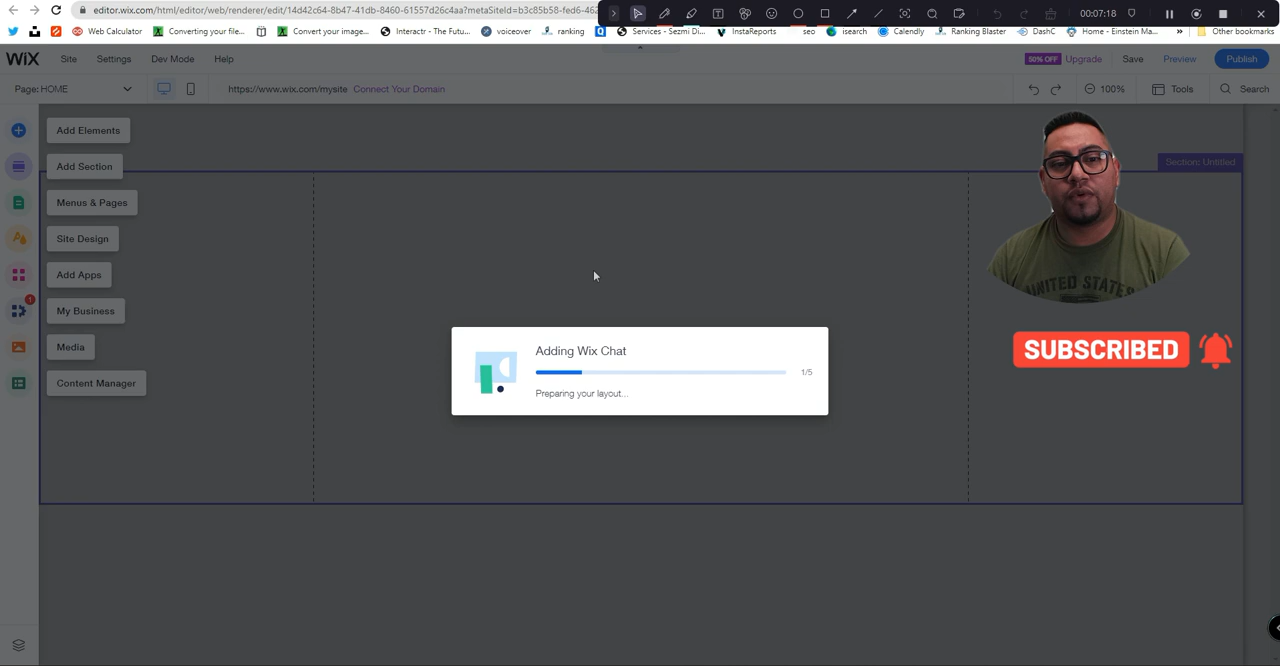 editor.wix.com/html/editor/web/renderer/edit/14d42c64-8b47-41db-8460-61557d26c4aa?metaSiteId=b3c85b58-fed6-462
00:07:18
Web Calculator
Converting your file...
Convert your image...
Interactr - The Futu...
voiceover
ranking
Services - Sezmi Di...
InstaReports
seo
isearch
Calendly
Ranking Blaster
DashC
Home - Einstein Ma...
»
Other bookmarks
WiX
Site
Settings
Dev Mode
Help
50% OFF
Upgrade
Save
Preview
Publish
Page: HOME
https://www.wix.com/mysite
Connect Your Domain
100%
Tools
Search
Add Elements
Section: Untitled
Add Section
Menus & Pages
Site Design
Add Apps
1
My Business
Media
Content Manager
Adding Wix Chat
1/5
Preparing your layout...
UNITED STATES
SUBSCRIBED